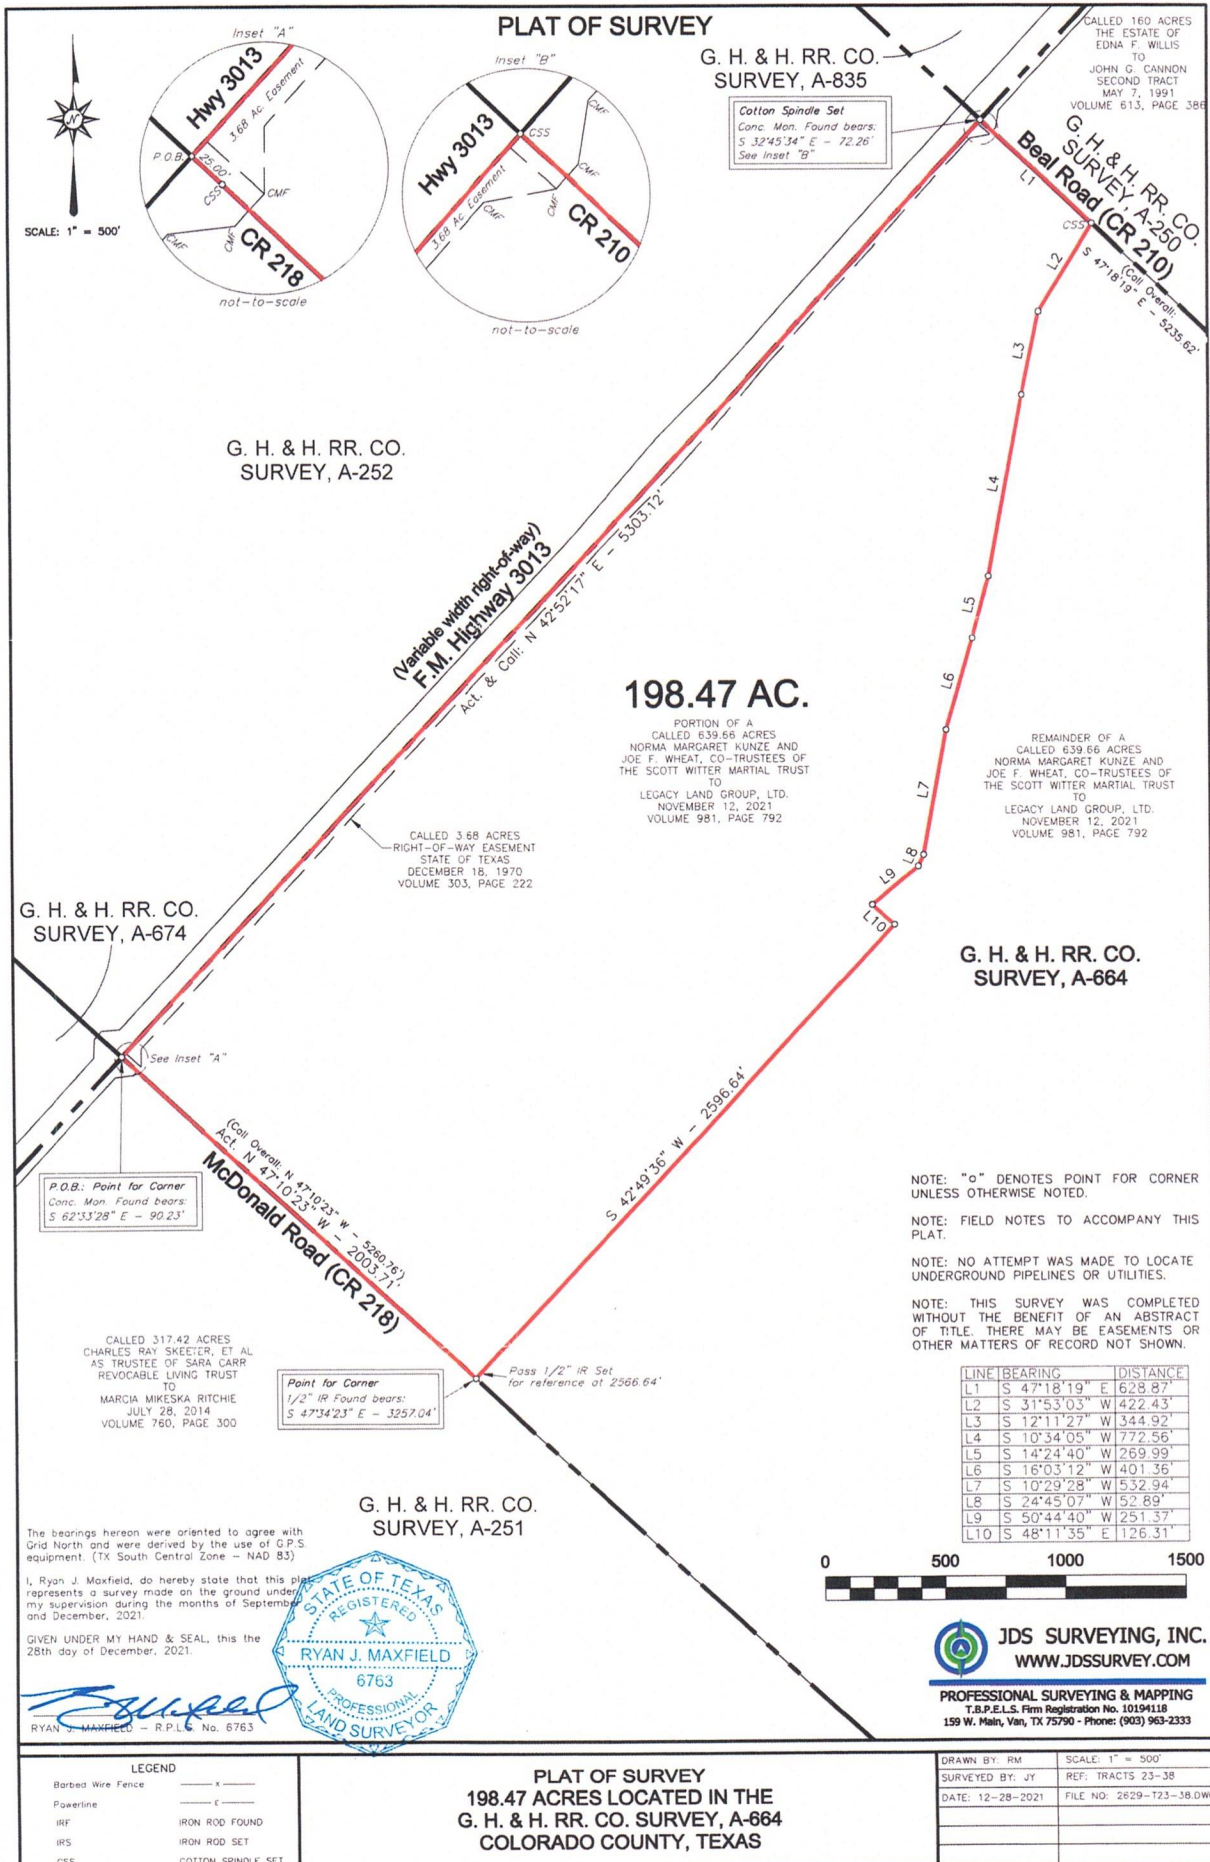 PLAT OF SURVEY
Inset "A"
Hwy 3013
3.68 Ac. Easement
P.O.B.
25.00'
CSS
CMF
CMF
CMF
CR 218
not-to-scale
Inset "B"
CMF
CSS
Hwy 3013
3.68 Ac. Easement
CMF
CMF
CMF
CR 210
not-to-scale
N
SCALE: 1" = 500'
G. H. & H. RR. CO.
SURVEY, A-835
Cotton Spindle Set
Conc. Mon. Found bears:
S 32°45'34" E - 72.26'
See Inset "B"
CALLED 160 ACRES
THE ESTATE OF
EDNA F. WILLIS
TO
JOHN G. CANNON
SECOND TRACT
MAY 7, 1991
VOLUME 613, PAGE 386
G. H. & H. RR. CO.
SURVEY, A-250
Beal Road (CR 210)
L1
CSS
(Call Overall:
S 47°18'19" E - 5235.62'
L2
L3
L4
L5
L6
L7
L8
L9
L10
G. H. & H. RR. CO.
SURVEY, A-252
(Variable width right-of-way)
F.M. Highway 3013
Act. & Call: N 42°52'17" E - 5303.12'
198.47 AC.
PORTION OF A
CALLED 639.66 ACRES
NORMA MARGARET KUNZE AND
JOE F. WHEAT, CO-TRUSTEES OF
THE SCOTT WITTER MARTIAL TRUST
TO
LEGACY LAND GROUP, LTD.
NOVEMBER 12, 2021
VOLUME 981, PAGE 792
REMAINDER OF A
CALLED 639.66 ACRES
NORMA MARGARET KUNZE AND
JOE F. WHEAT, CO-TRUSTEES OF
THE SCOTT WITTER MARTIAL TRUST
TO
LEGACY LAND GROUP, LTD.
NOVEMBER 12, 2021
VOLUME 981, PAGE 792
CALLED 3.68 ACRES
RIGHT-OF-WAY EASEMENT
STATE OF TEXAS
DECEMBER 18, 1970
VOLUME 303, PAGE 222
G. H. & H. RR. CO.
SURVEY, A-674
G. H. & H. RR. CO.
SURVEY, A-664
See Inset "A"
P.O.B.: Point for Corner
Conc. Mon. Found bears:
S 62°33'28" E - 90.23'
(Call Overall: N 47°10'23" W - 5260.76')
Act. N 47°10'23" W - 2003.71'
McDonald Road (CR 218)
S 42°49'36" W - 2596.64'
Pass 1/2" IR Set
for reference at 2566.64'
Point for Corner
1/2" IR Found bears:
S 47°34'23" E - 3257.04'
CALLED 317.42 ACRES
CHARLES RAY SKEETER, ET AL
AS TRUSTEE OF SARA CARR
REVOCABLE LIVING TRUST
TO
MARCIA MIKESKA RITCHIE
JULY 28, 2014
VOLUME 760, PAGE 300
G. H. & H. RR. CO.
SURVEY, A-251
NOTE: "o" DENOTES POINT FOR CORNER
UNLESS OTHERWISE NOTED.
NOTE: FIELD NOTES TO ACCOMPANY THIS
PLAT.
NOTE: NO ATTEMPT WAS MADE TO LOCATE
UNDERGROUND PIPELINES OR UTILITIES.
NOTE: THIS SURVEY WAS COMPLETED
WITHOUT THE BENEFIT OF AN ABSTRACT
OF TITLE. THERE MAY BE EASEMENTS OR
OTHER MATTERS OF RECORD NOT SHOWN.
LINE BEARING DISTANCE
L1 S 47°18'19" E 628.87'
L2 S 31°53'03" W 422.43'
L3 S 12°11'27" W 344.92'
L4 S 10°34'05" W 772.56'
L5 S 14°24'40" W 269.99'
L6 S 16°03'12" W 401.36'
L7 S 10°29'28" W 532.94'
L8 S 24°45'07" W 52.89'
L9 S 50°44'40" W 251.37'
L10 S 48°11'35" E 126.31'
0 500 1000 1500
The bearings hereon were oriented to agree with
Grid North and were derived by the use of G.P.S.
equipment. (TX South Central Zone - NAD 83)
I, Ryan J. Maxfield, do hereby state that this plat
represents a survey made on the ground under
my supervision during the months of September
and December, 2021.
GIVEN UNDER MY HAND & SEAL, this the
28th day of December, 2021.
RYAN J. MAXFIELD - R.P.L.S. No. 6763
STATE OF TEXAS
REGISTERED
RYAN J. MAXFIELD
6763
PROFESSIONAL
LAND SURVEYOR
JDS SURVEYING, INC.
WWW.JDSSURVEY.COM
PROFESSIONAL SURVEYING & MAPPING
T.B.P.E.L.S. Firm Registration No. 10194118
159 W. Main, Van, TX 75790 - Phone: (903) 963-2333
LEGEND
Barbed Wire Fence x
Powerline E
IRF IRON ROD FOUND
IRS IRON ROD SET
CSS COTTON SPINDLE SET
PLAT OF SURVEY
198.47 ACRES LOCATED IN THE
G. H. & H. RR. CO. SURVEY, A-664
COLORADO COUNTY, TEXAS
DRAWN BY: RM SCALE: 1" = 500'
SURVEYED BY: JY REF: TRACTS 23-38
DATE: 12-28-2021 FILE NO: 2629-T23-38.DW